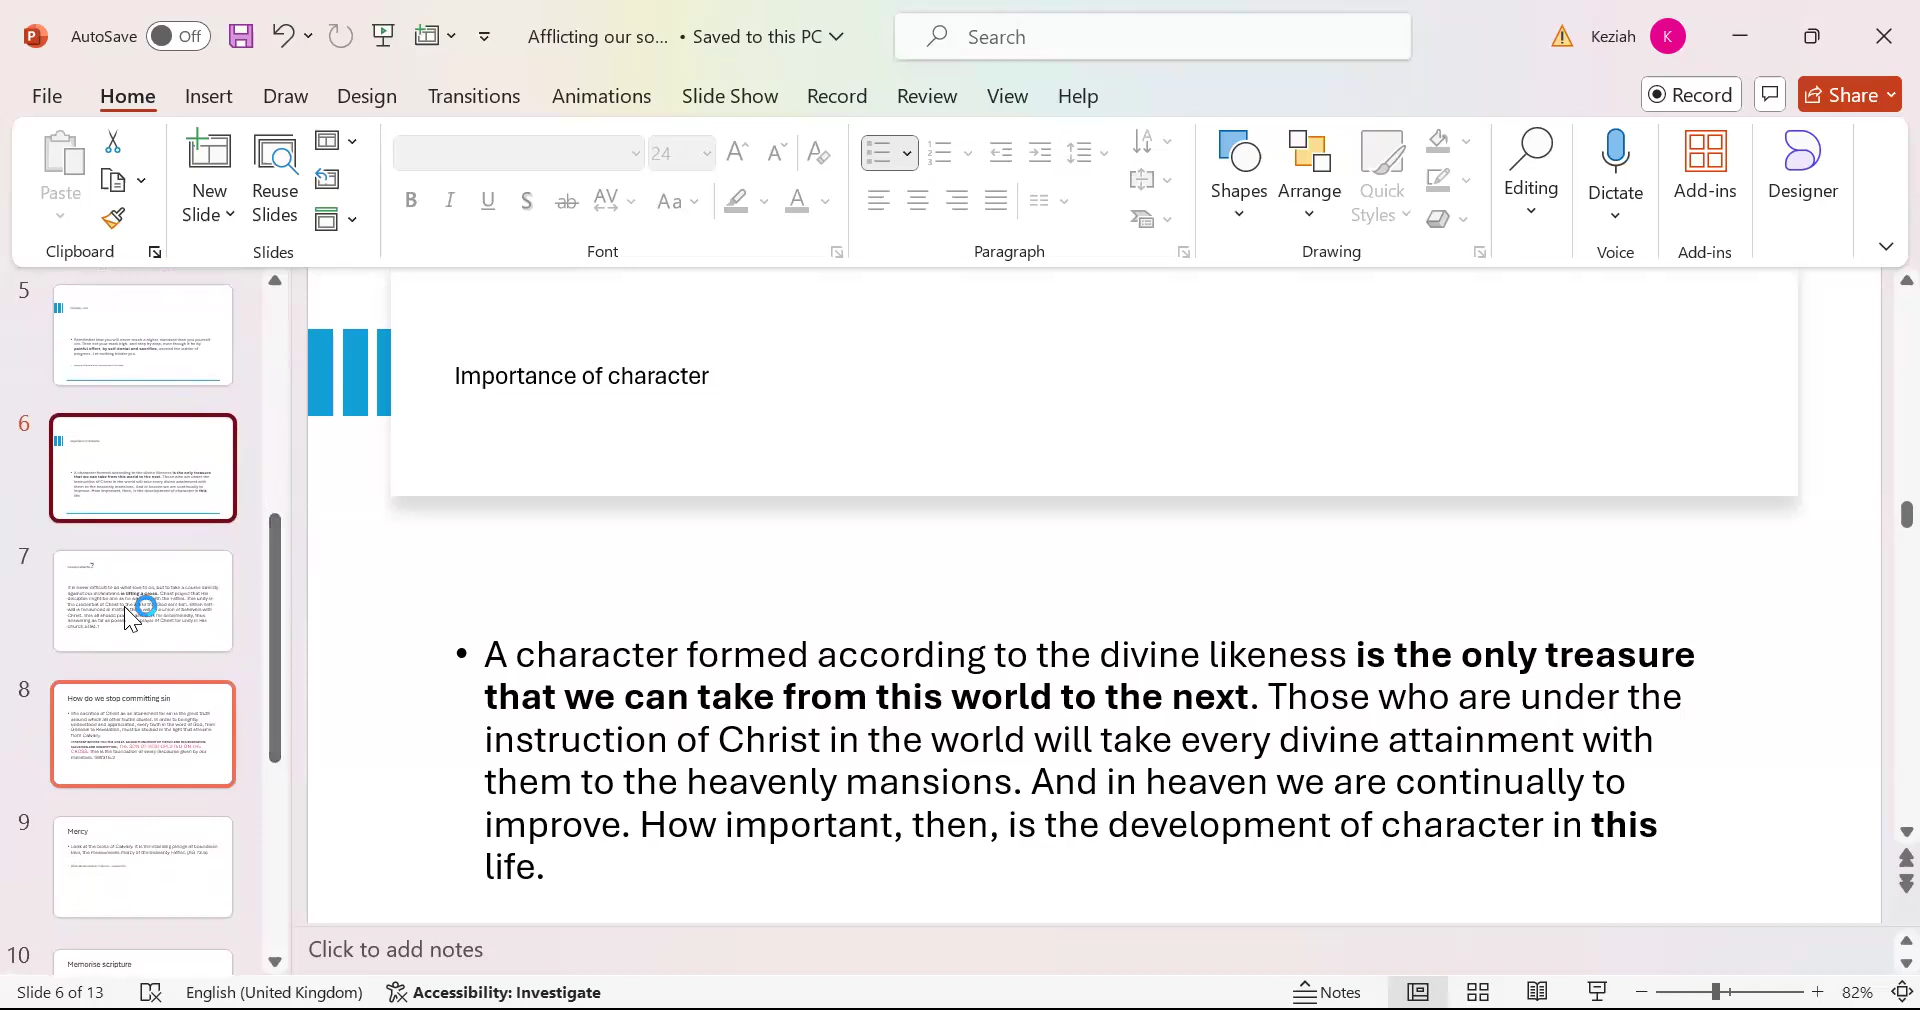 AutoSave Off Afflicting our so... • Saved to this PC Search Keziah K
File Home Insert Draw Design Transitions Animations Slide Show Record Review View Help Record Share
Paste New Slide Reuse Slides 24 Shapes Arrange Quick Styles Editing Dictate Add-ins Designer
Clipboard Slides Font Paragraph Drawing Voice Add-ins
5
6
7
8
How do we stop committing sin
9
Mercy
10
Memorise scripture
Importance of character
• A character formed according to the divine likeness is the only treasure
that we can take from this world to the next. Those who are under the
instruction of Christ in the world will take every divine attainment with
them to the heavenly mansions. And in heaven we are continually to
improve. How important, then, is the development of character in this
life.
Click to add notes
Slide 6 of 13 English (United Kingdom) Accessibility: Investigate Notes 82%